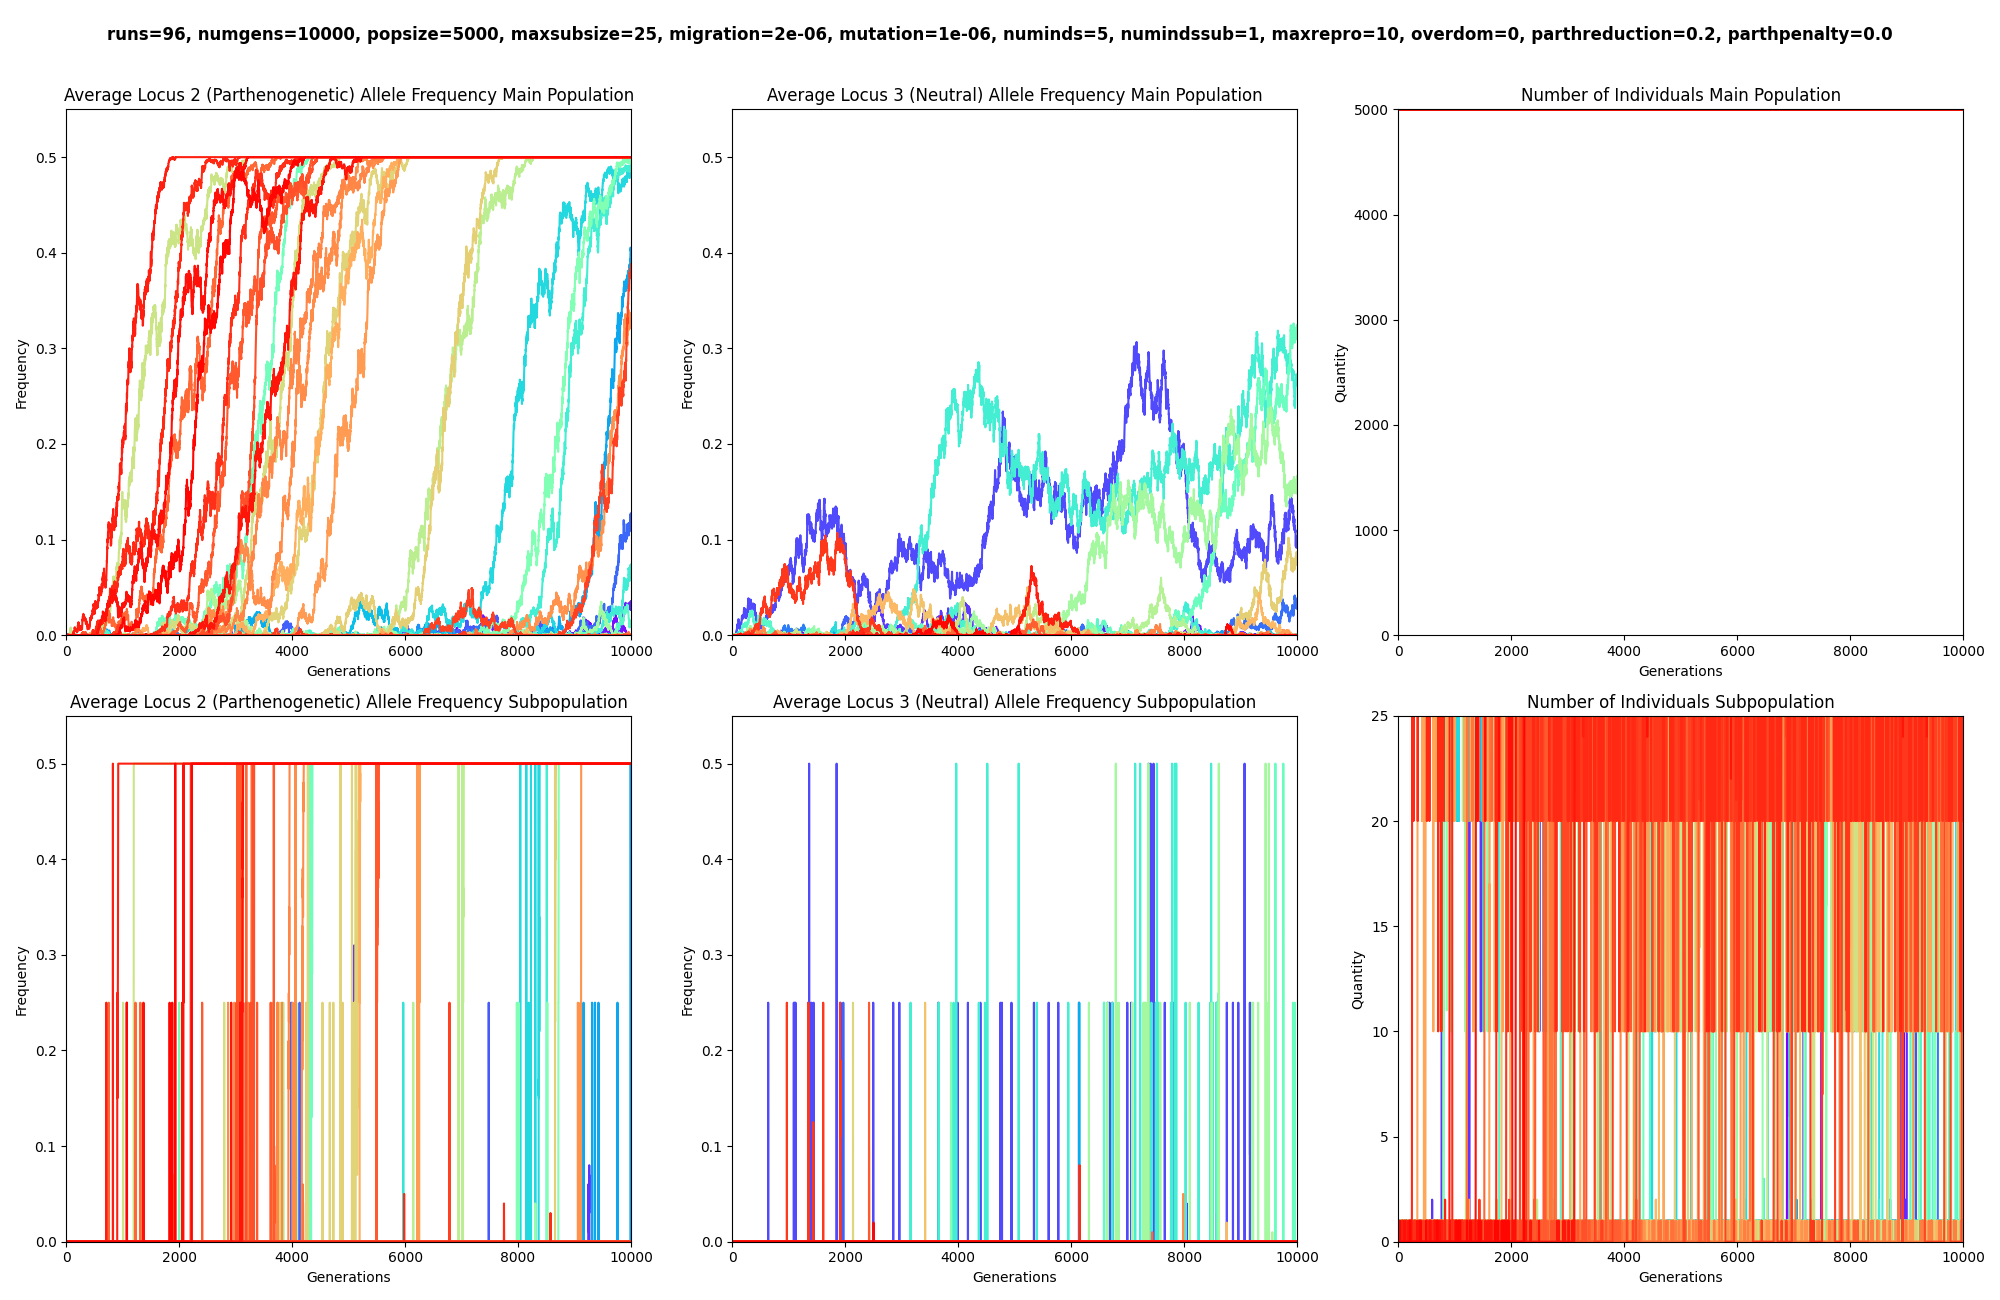 runs=96, numgens=10000, popsize=5000, maxsubsize=25, migration=2e-06, mutation=1e-06, numinds=5, numindssub=1, maxrepro=10, overdom=0, parthreduction=0.2, parthpenalty=0.0
Average Locus 2 (Parthenogenetic) Allele Frequency Main Population
Frequency
0.5
0.4
0.3
0.2
0.1
0.0
0 2000 4000 6000 8000 10000
Generations
Average Locus 3 (Neutral) Allele Frequency Main Population
Frequency
0.5
0.4
0.3
0.2
0.1
0.0
0 2000 4000 6000 8000 10000
Generations
Number of Individuals Main Population
Quantity
5000
4000
3000
2000
1000
0
0 2000 4000 6000 8000 10000
Generations
Average Locus 2 (Parthenogenetic) Allele Frequency Subpopulation
Frequency
0.5
0.4
0.3
0.2
0.1
0.0
0 2000 4000 6000 8000 10000
Generations
Average Locus 3 (Neutral) Allele Frequency Subpopulation
Frequency
0.5
0.4
0.3
0.2
0.1
0.0
0 2000 4000 6000 8000 10000
Generations
Number of Individuals Subpopulation
Quantity
25
20
15
10
5
0
0 2000 4000 6000 8000 10000
Generations